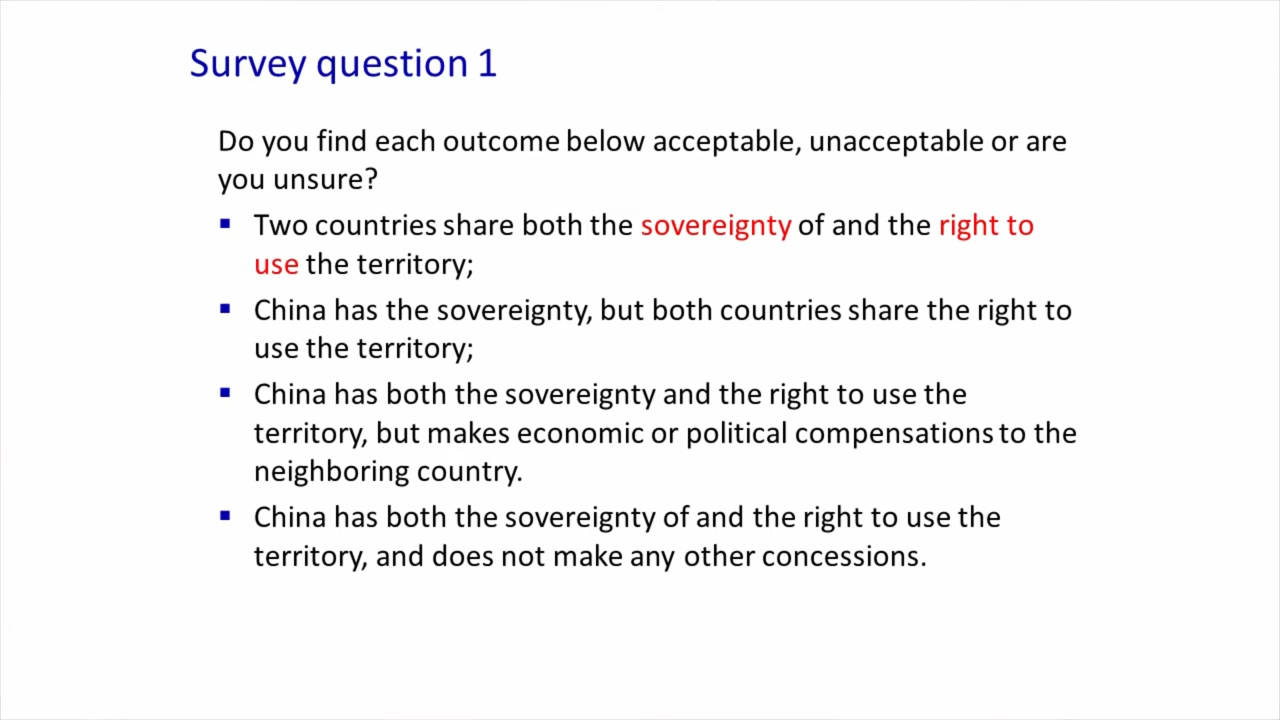 Survey question 1
Do you find each outcome below acceptable, unacceptable or are
you unsure?
▪ Two countries share both the sovereignty of and the right to
use the territory;
▪ China has the sovereignty, but both countries share the right to
use the territory;
▪ China has both the sovereignty and the right to use the
territory, but makes economic or political compensations to the
neighboring country.
▪ China has both the sovereignty of and the right to use the
territory, and does not make any other concessions.